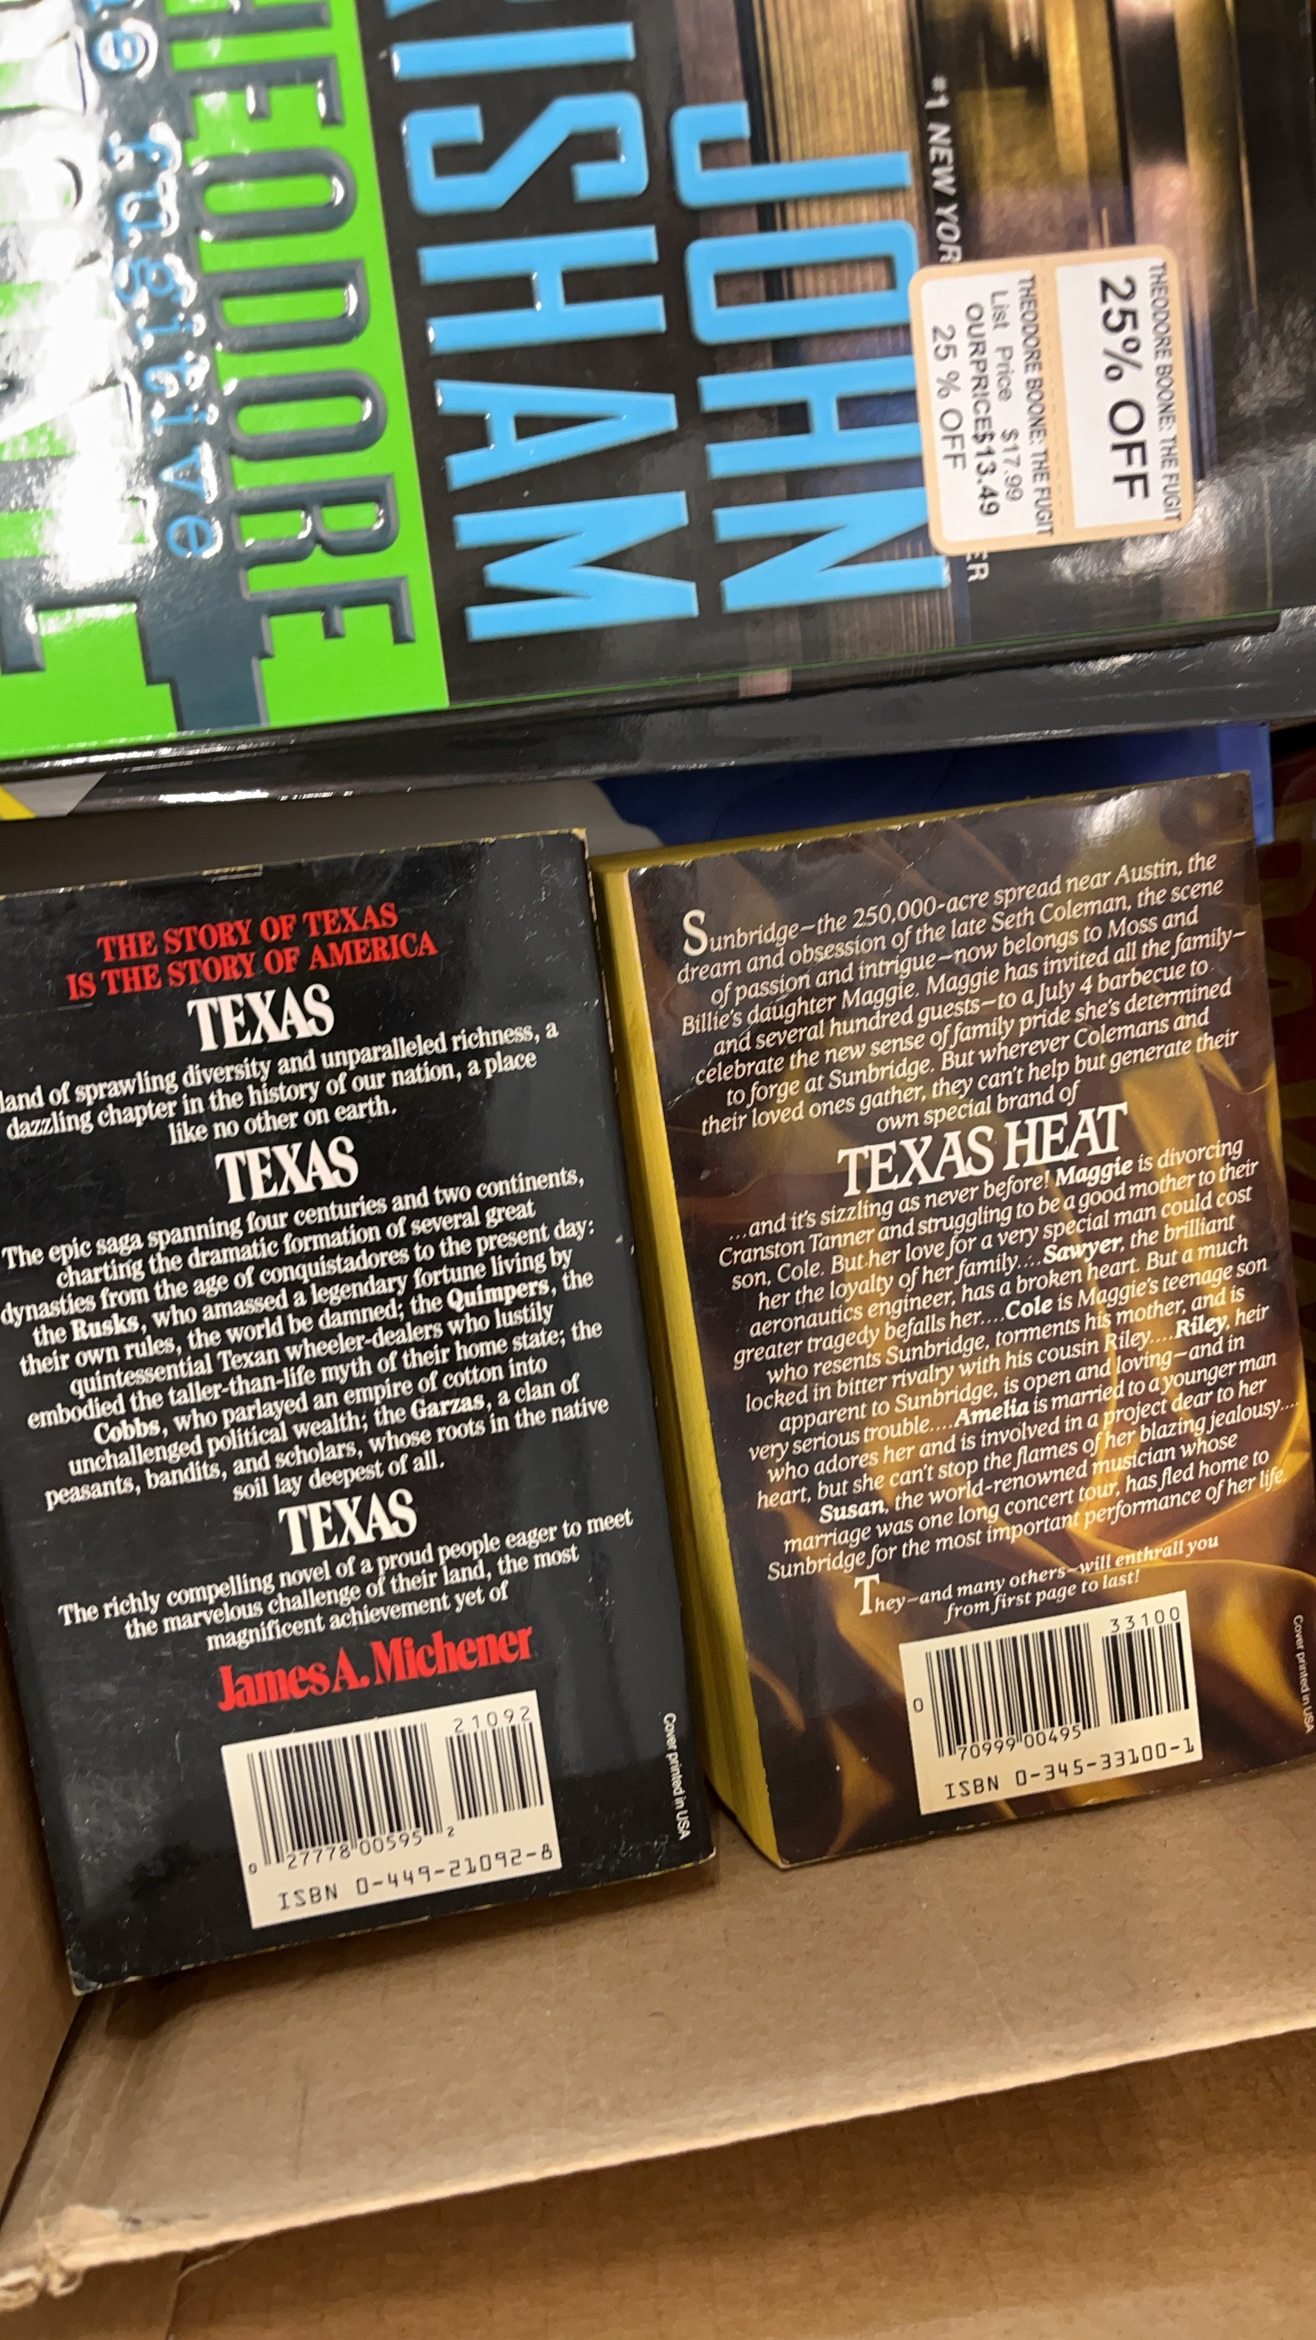 THEODORE
the fugitive
JOHN
#1 NEW YOR
ER
THEODORE BOONE: THE FUGIT
25% OFF
THEODORE BOONE: THE FUGIT
List Price $17.99
OURPRICE$13.49
25 % OFF
THE STORY OF TEXAS
IS THE STORY OF AMERICA
TEXAS
land of sprawling diversity and unparalleled richness, a
dazzling chapter in the history of our nation, a place
like no other on earth.
TEXAS
The epic saga spanning four centuries and two continents,
charting the dramatic formation of several great
dynasties from the age of conquistadores to the present day:
the Rusks, who amassed a legendary fortune living by
their own rules, the world be damned; the Quimpers, the
quintessential Texan wheeler-dealers who lustily
embodied the taller-than-life myth of their home state; the
Cobbs, who parlayed an empire of cotton into
unchallenged political wealth; the Garzas, a clan of
peasants, bandits, and scholars, whose roots in the native
soil lay deepest of all.
TEXAS
The richly compelling novel of a proud people eager to meet
the marvelous challenge of their land, the most
magnificent achievement yet of
James A. Michener
21092
0 27778 00595 2
ISBN 0-449-21092-8
Cover printed in USA
Sunbridge—the 250,000-acre spread near Austin, the
dream and obsession of the late Seth Coleman, the scene
of passion and intrigue—now belongs to Moss and
Billie's daughter Maggie. Maggie has invited all the family—
and several hundred guests—to a July 4 barbecue to
celebrate the new sense of family pride she's determined
to forge at Sunbridge. But wherever Colemans and
their loved ones gather, they can't help but generate their
own special brand of
TEXAS HEAT
...and it's sizzling as never before! Maggie is divorcing
Cranston Tanner and struggling to be a good mother to their
son, Cole. But her love for a very special man could cost
her the loyalty of her family....Sawyer, the brilliant
aeronautics engineer, has a broken heart. But a much
greater tragedy befalls her....Cole is Maggie's teenage son
who resents Sunbridge, torments his mother, and is
locked in bitter rivalry with his cousin Riley....Riley, heir
apparent to Sunbridge, is open and loving—and in
very serious trouble....Amelia is married to a younger man
who adores her and is involved in a project dear to her
heart, but she can't stop the flames of her blazing jealousy....
Susan, the world-renowned musician whose
marriage was one long concert tour, has fled home to
Sunbridge for the most important performance of her life.
They—and many others—will enthrall you
from first page to last!
33100
0 70999 00495
ISBN 0-345-33100-1
Cover printed in USA